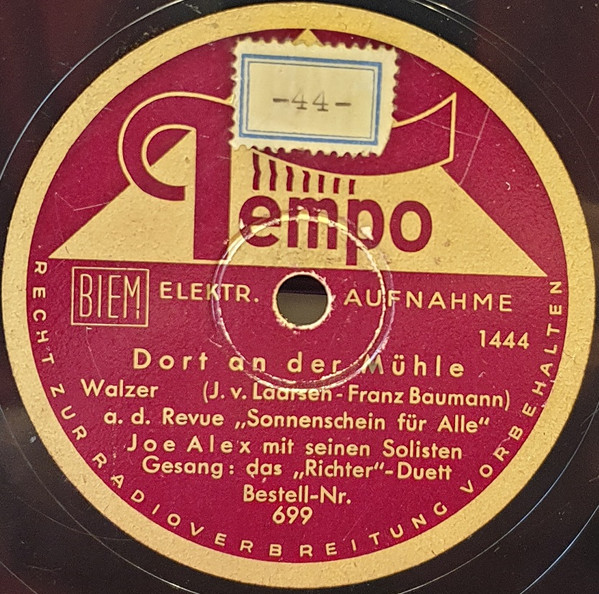 -44-
Tempo
BIEM ELEKTR. AUFNAHME
1444
Dort an der Mühle
Walzer (J. v. Laarsen - Franz Baumann)
a. d. Revue „Sonnenschein für Alle"
Joe Alex mit seinen Solisten
Gesang: das „Richter"-Duett
Bestell-Nr.
699
RECHT ZUR RADIOVERBREITUNG VORBEHALTEN